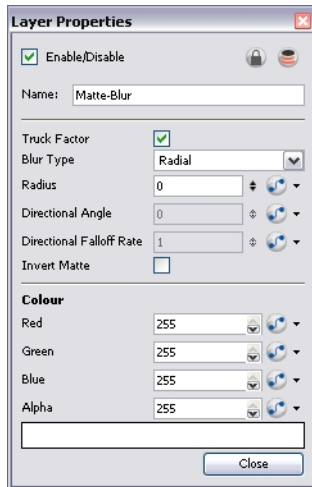 Layer Properties
Enable/Disable
Name: Matte-Blur
Truck Factor
Blur Type Radial
Radius 0
Directional Angle 0
Directional Falloff Rate 1
Invert Matte
Colour
Red 255
Green 255
Blue 255
Alpha 255
Close